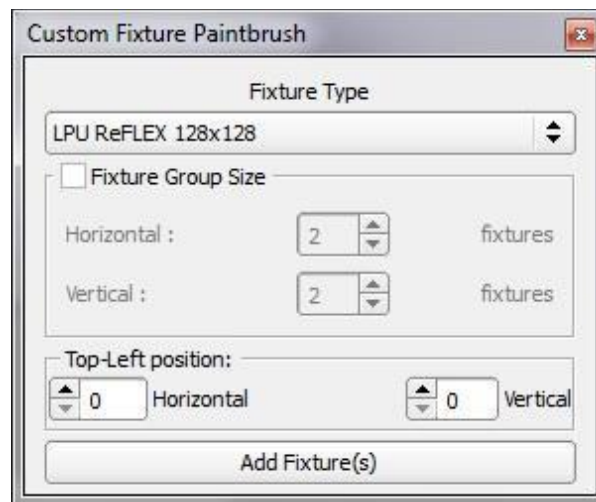 Custom Fixture Paintbrush
Fixture Type
LPU ReFLEX 128x128
Fixture Group Size
Horizontal : 2 fixtures
Vertical : 2 fixtures
Top-Left position:
0 Horizontal 0 Vertical
Add Fixture(s)